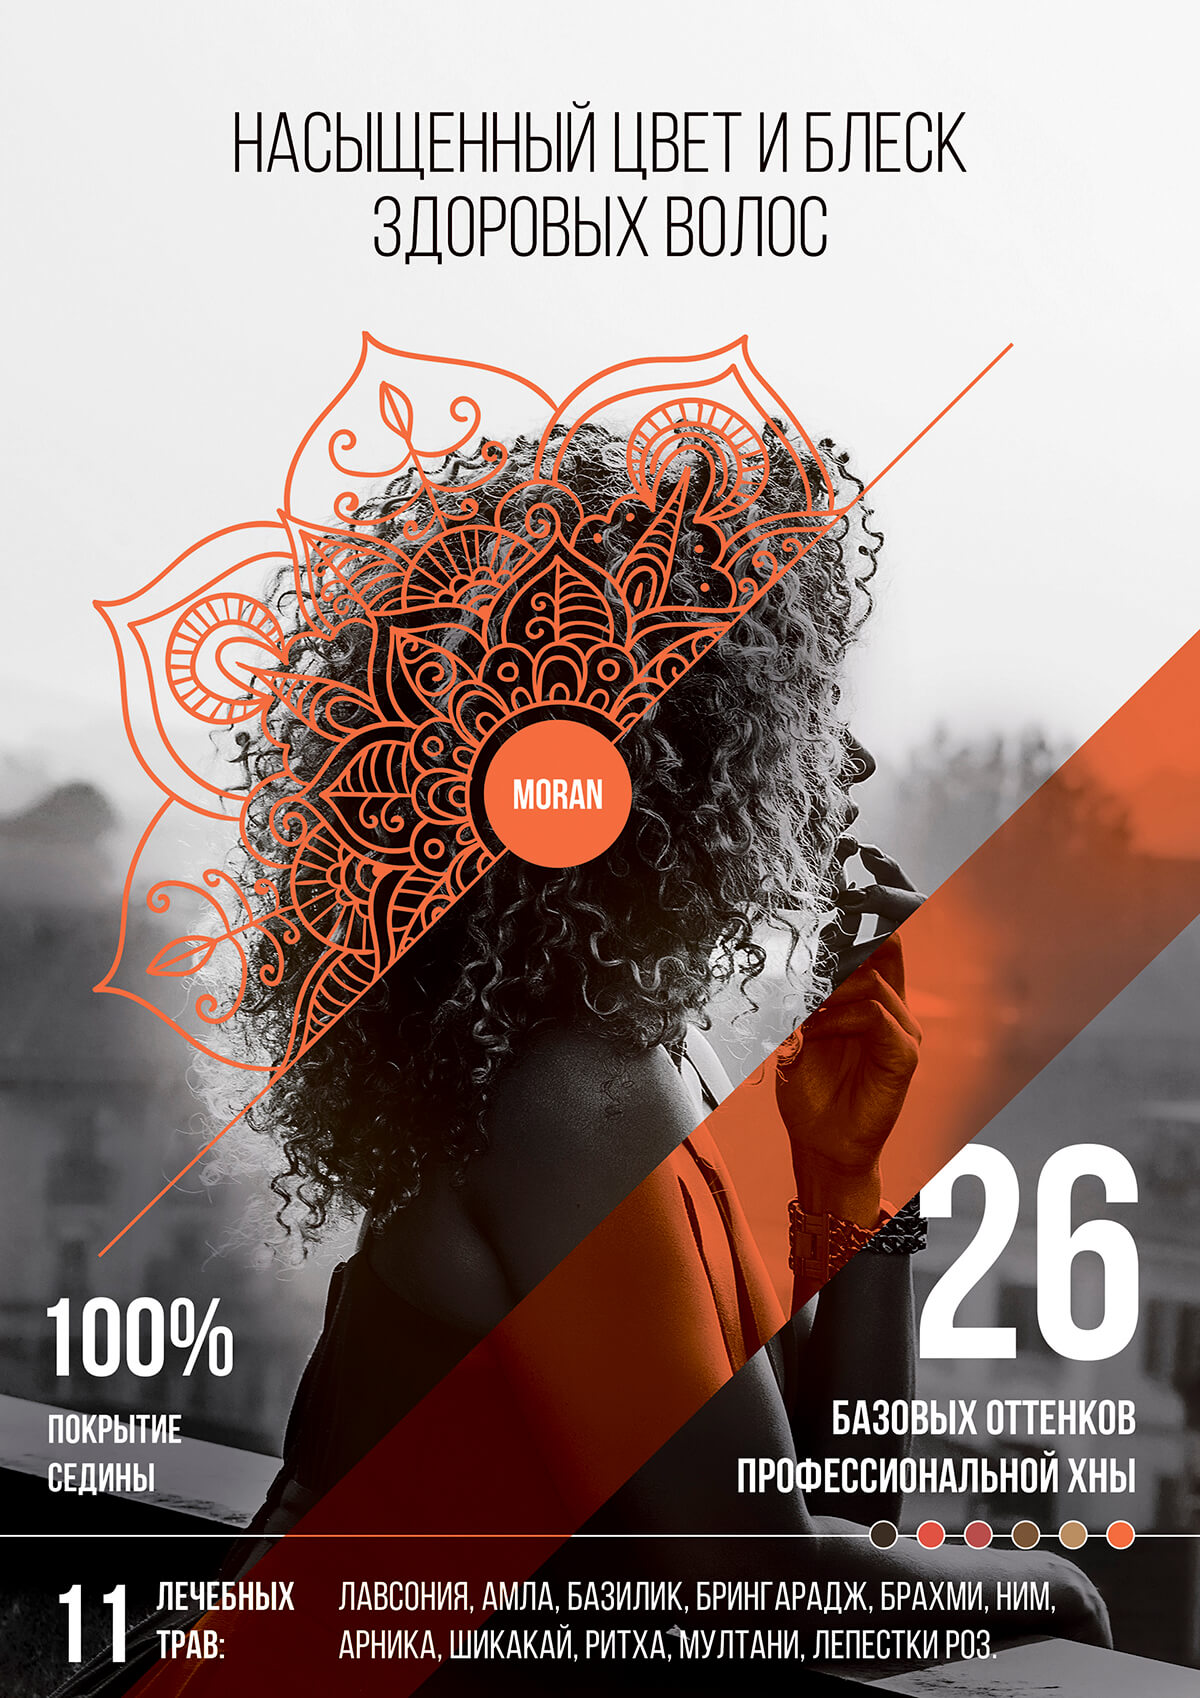 НАСЫЩЕННЫЙ ЦВЕТ И БЛЕСК
ЗДОРОВЫХ ВОЛОС
MORAN
100%
ПОКРЫТИЕ
СЕДИНЫ
26
БАЗОВЫХ ОТТЕНКОВ
ПРОФЕССИОНАЛЬНОЙ ХНЫ
11
ЛЕЧЕБНЫХ
ТРАВ:
ЛАВСОНИЯ, АМЛА, БАЗИЛИК, БРИНГАРАДЖ, БРАХМИ, НИМ,
АРНИКА, ШИКАКАЙ, РИТХА, МУЛТАНИ, ЛЕПЕСТКИ РОЗ.